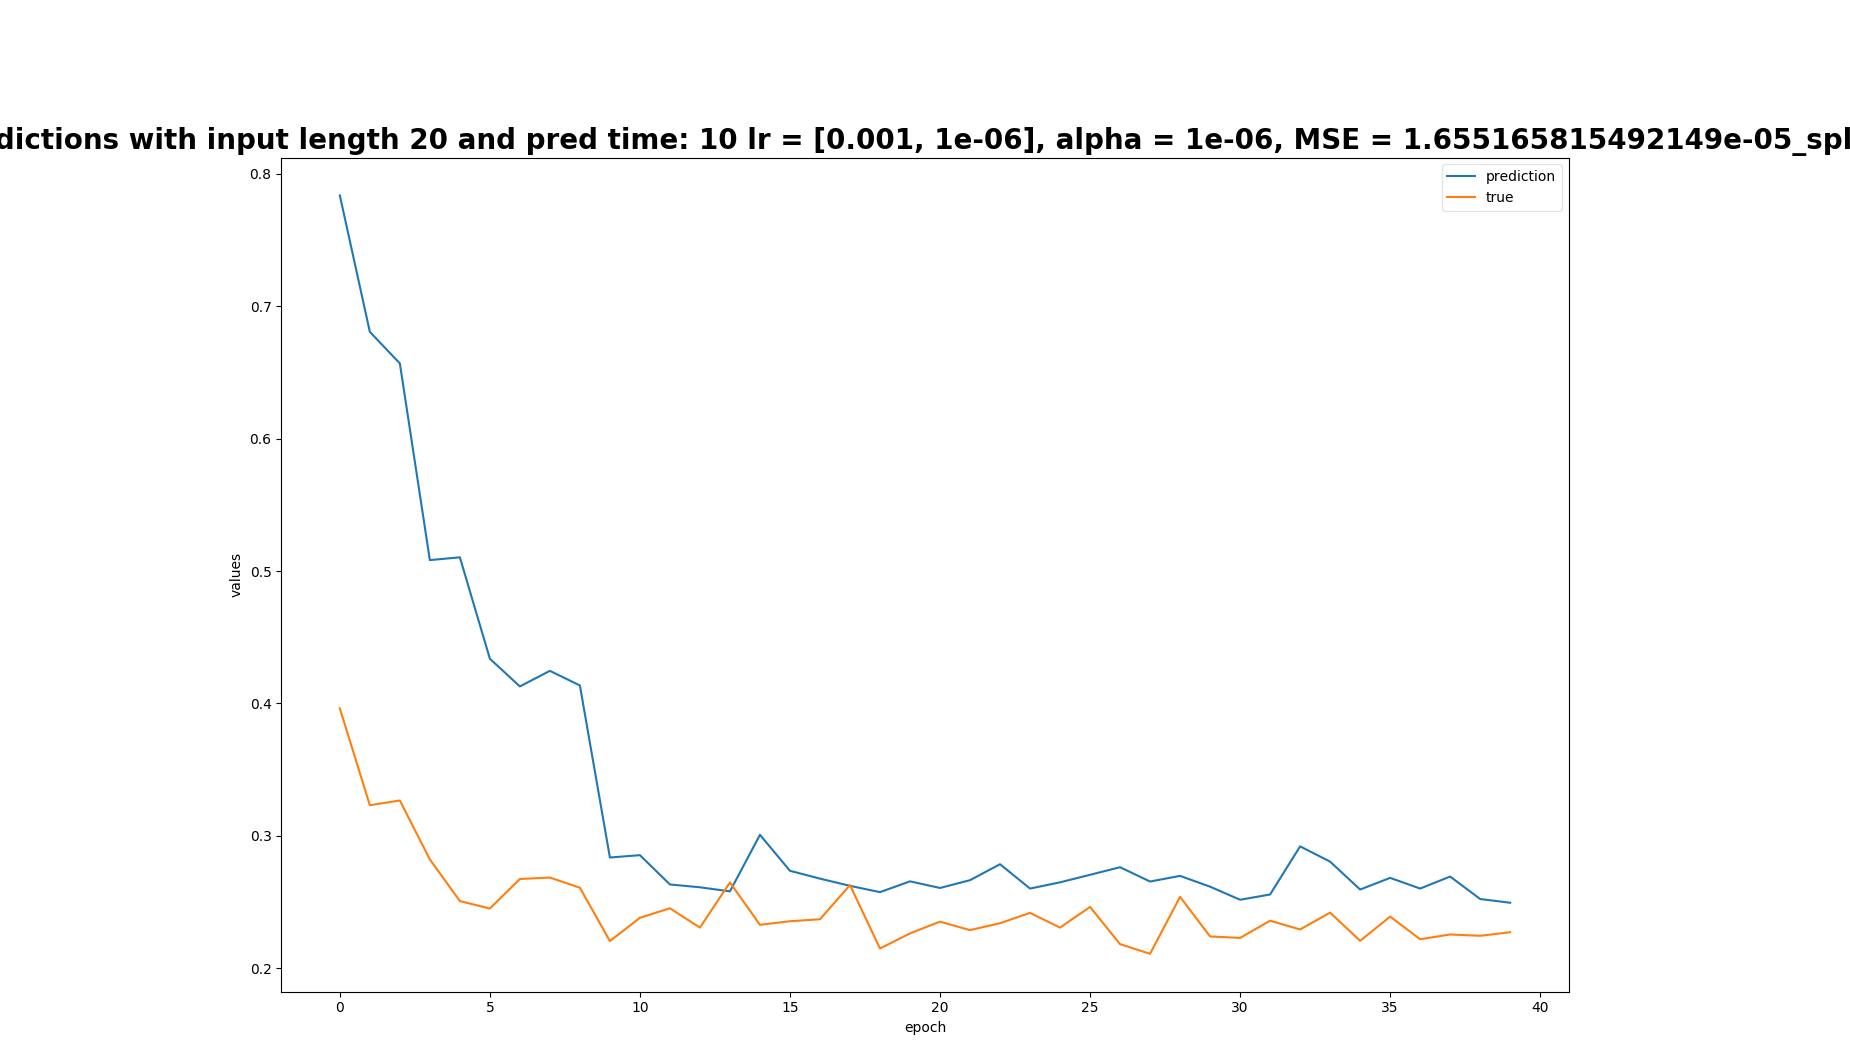 dictions with input length 20 and pred time: 10 lr = [0.001, 1e-06], alpha = 1e-06, MSE = 1.655165815492149e-05_spl
prediction
true
0.8
0.7
0.6
0.5
0.4
0.3
0.2
values
0 5 10 15 20 25 30 35 40
epoch